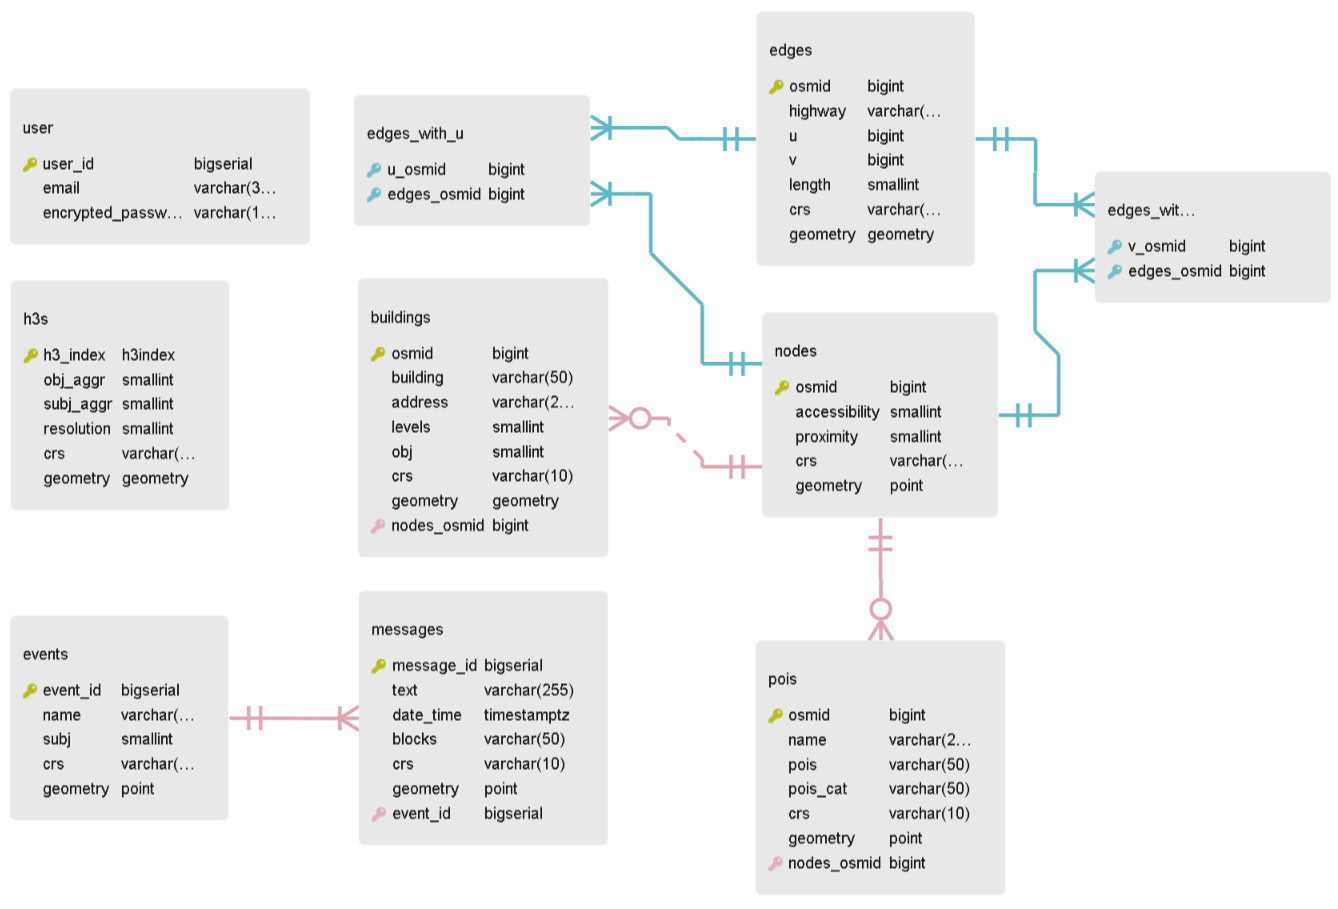 user
user_id bigserial
email varchar(3...
encrypted_passw... varchar(1...
h3s
h3_index h3index
obj_aggr smallint
subj_aggr smallint
resolution smallint
crs varchar(...
geometry geometry
events
event_id bigserial
name varchar(...
subj smallint
crs varchar(...
geometry point
edges_with_u
u_osmid bigint
edges_osmid bigint
buildings
osmid bigint
building varchar(50)
address varchar(2...
levels smallint
obj smallint
crs varchar(10)
geometry geometry
nodes_osmid bigint
messages
message_id bigserial
text varchar(255)
date_time timestamptz
blocks varchar(50)
crs varchar(10)
geometry point
event_id bigserial
edges
osmid bigint
highway varchar(...
u bigint
v bigint
length smallint
crs varchar(...
geometry geometry
nodes
osmid bigint
accessibility smallint
proximity smallint
crs varchar(...
geometry point
pois
osmid bigint
name varchar(2...
pois varchar(50)
pois_cat varchar(50)
crs varchar(10)
geometry point
nodes_osmid bigint
edges_wit...
v_osmid bigint
edges_osmid bigint